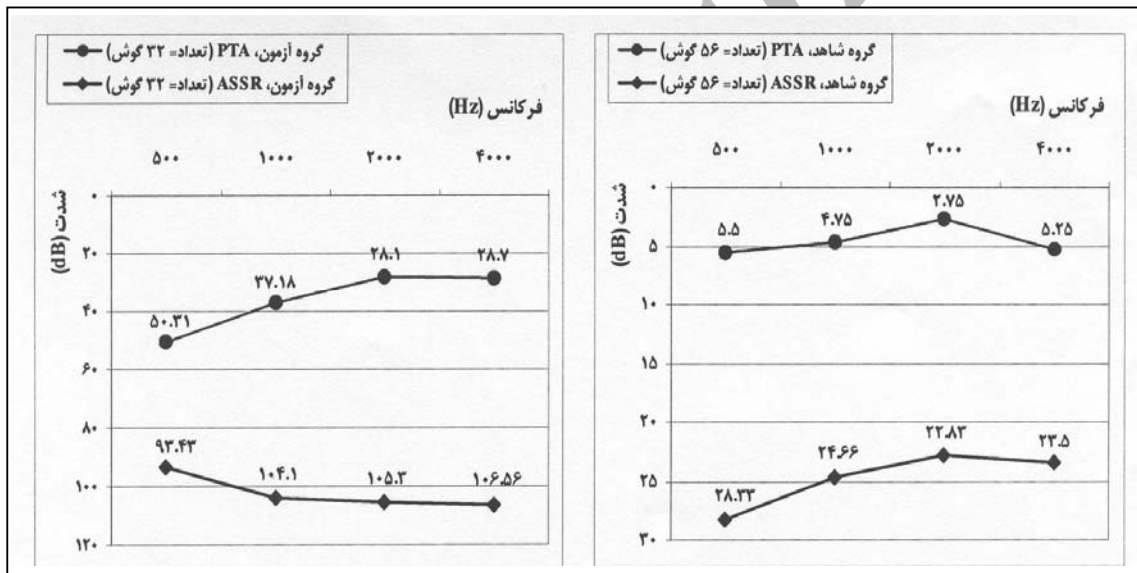 گروه آزمون، PTA (تعداد= ۳۲ گوش)
گروه آزمون، ASSR (تعداد= ۳۲ گوش)
فرکانس (Hz)
۵۰۰ ۱۰۰۰ ۲۰۰۰ ۴۰۰۰
شدت (dB)
۰
۲۰
۴۰
۶۰
۸۰
۱۰۰
۱۲۰
۵۰.۳۱ ۳۷.۱۸ ۲۸.۱ ۲۸.۷
۹۳.۴۳ ۱۰۴.۱ ۱۰۵.۳ ۱۰۶.۵۶
گروه شاهد، PTA (تعداد= ۵۶ گوش)
گروه شاهد، ASSR (تعداد= ۵۶ گوش)
فرکانس (Hz)
۵۰۰ ۱۰۰۰ ۲۰۰۰ ۴۰۰۰
شدت (dB)
۰
۵
۱۰
۱۵
۲۰
۲۵
۳۰
۵.۵ ۴.۷۵ ۲.۷۵ ۵.۲۵
۲۸.۳۳ ۲۴.۶۶ ۲۲.۸۳ ۲۳.۵